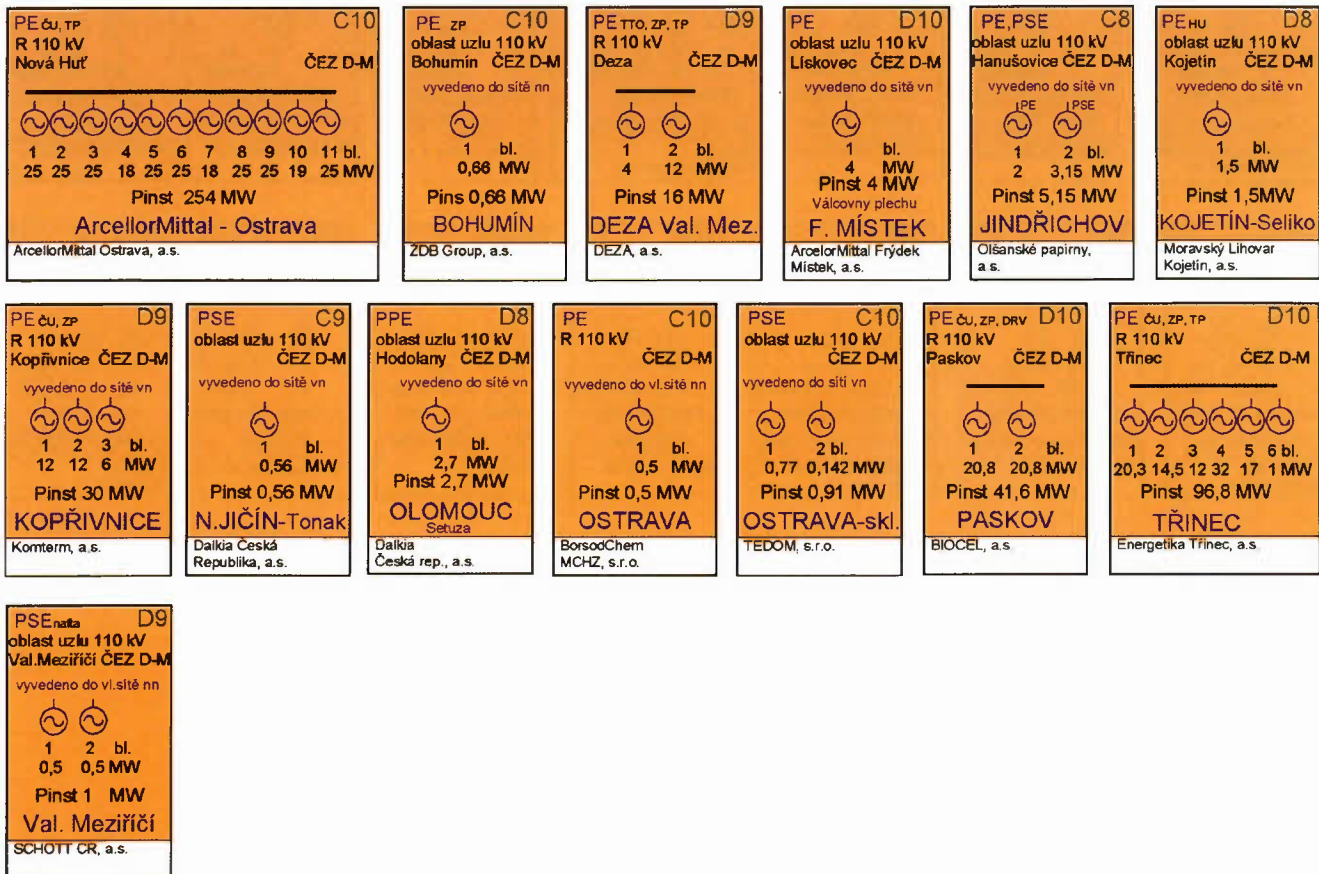 PE ČU, TP C10
R 110 kV
Nová Huť ČEZ D-M
1 2 3 4 5 6 7 8 9 10 11 bl.
25 25 25 18 25 25 18 25 25 19 25 MW
Pinst 254 MW
ArcellorMittal - Ostrava
ArcellorMittal Ostrava, a.s.
PE ZP C10
oblast uzlu 110 kV
Bohumín ČEZ D-M
vyvedeno do sítě nn
1 bl.
0,66 MW
Pins 0,66 MW
BOHUMÍN
ŽDB Group, a.s.
PE TTO, ZP, TP D9
R 110 kV
Deza ČEZ D-M
1 2 bl.
4 12 MW
Pinst 16 MW
DEZA Val. Mez.
DEZA, a.s.
PE D10
oblast uzlu 110 kV
Lískovec ČEZ D-M
vyvedeno do sítě vn
1 bl.
4 MW
Pinst 4 MW
Válcovny plechu
F. MÍSTEK
ArcelorMittal Frýdek
Místek, a.s.
PE,PSE C8
oblast uzlu 110 kV
Hanušovice ČEZ D-M
vyvedeno do sítě vn
PE PSE
1 2 bl.
2 3,15 MW
Pinst 5,15 MW
JINDŘICHOV
Olšanské papírny,
a.s.
PE HU D8
oblast uzlu 110 kV
Kojetín ČEZ D-M
vyvedeno do sítě vn
1 bl.
1,5 MW
Pinst 1,5MW
KOJETÍN-Seliko
Moravský Lihovar
Kojetín, a.s.
PE ČU, ZP D9
R 110 kV
Kopřivnice ČEZ D-M
vyvedeno do sítě vn
1 2 3 bl.
12 12 6 MW
Pinst 30 MW
KOPŘIVNICE
Komterm, a.s.
PSE C9
oblast uzlu 110 kV
ČEZ D-M
vyvedeno do sítě vn
1 bl.
0,56 MW
Pinst 0,56 MW
N.JIČÍN-Tonak
Dalkia Česká
Republika, a.s.
PPE D8
oblast uzlu 110 kV
Hodolany ČEZ D-M
vyvedeno do sítě vn
1 bl.
2,7 MW
Pinst 2,7 MW
OLOMOUC
Setuza
Dalkia
Česká rep., a.s.
PE C10
R 110 kV
ČEZ D-M
vyvedeno do vl.sítě nn
1 bl.
0,5 MW
Pinst 0,5 MW
OSTRAVA
BorsodChem
MCHZ, s.r.o.
PSE C10
oblast uzlu 110 kV
ČEZ D-M
vyvedeno do sítí vn
1 2 bl.
0,77 0,142 MW
Pinst 0,91 MW
OSTRAVA-skl.
TEDOM, s.r.o.
PE ČU, ZP, DRV D10
R 110 kV
Paskov ČEZ D-M
1 2 bl.
20,8 20,8 MW
Pinst 41,6 MW
PASKOV
BIOCEL, a.s
PE ČU, ZP, TP D10
R 110 kV
Třinec ČEZ D-M
1 2 3 4 5 6 bl.
20,3 14,5 12 32 17 1 MW
Pinst 96,8 MW
TŘINEC
Energetika Třinec, a.s
PSE nafta D9
oblast uzlu 110 kV
Val.Meziříčí ČEZ D-M
vyvedeno do vl.sítě nn
1 2 bl.
0,5 0,5 MW
Pinst 1 MW
Val. Meziříčí
SCHOTT CR, a.s.